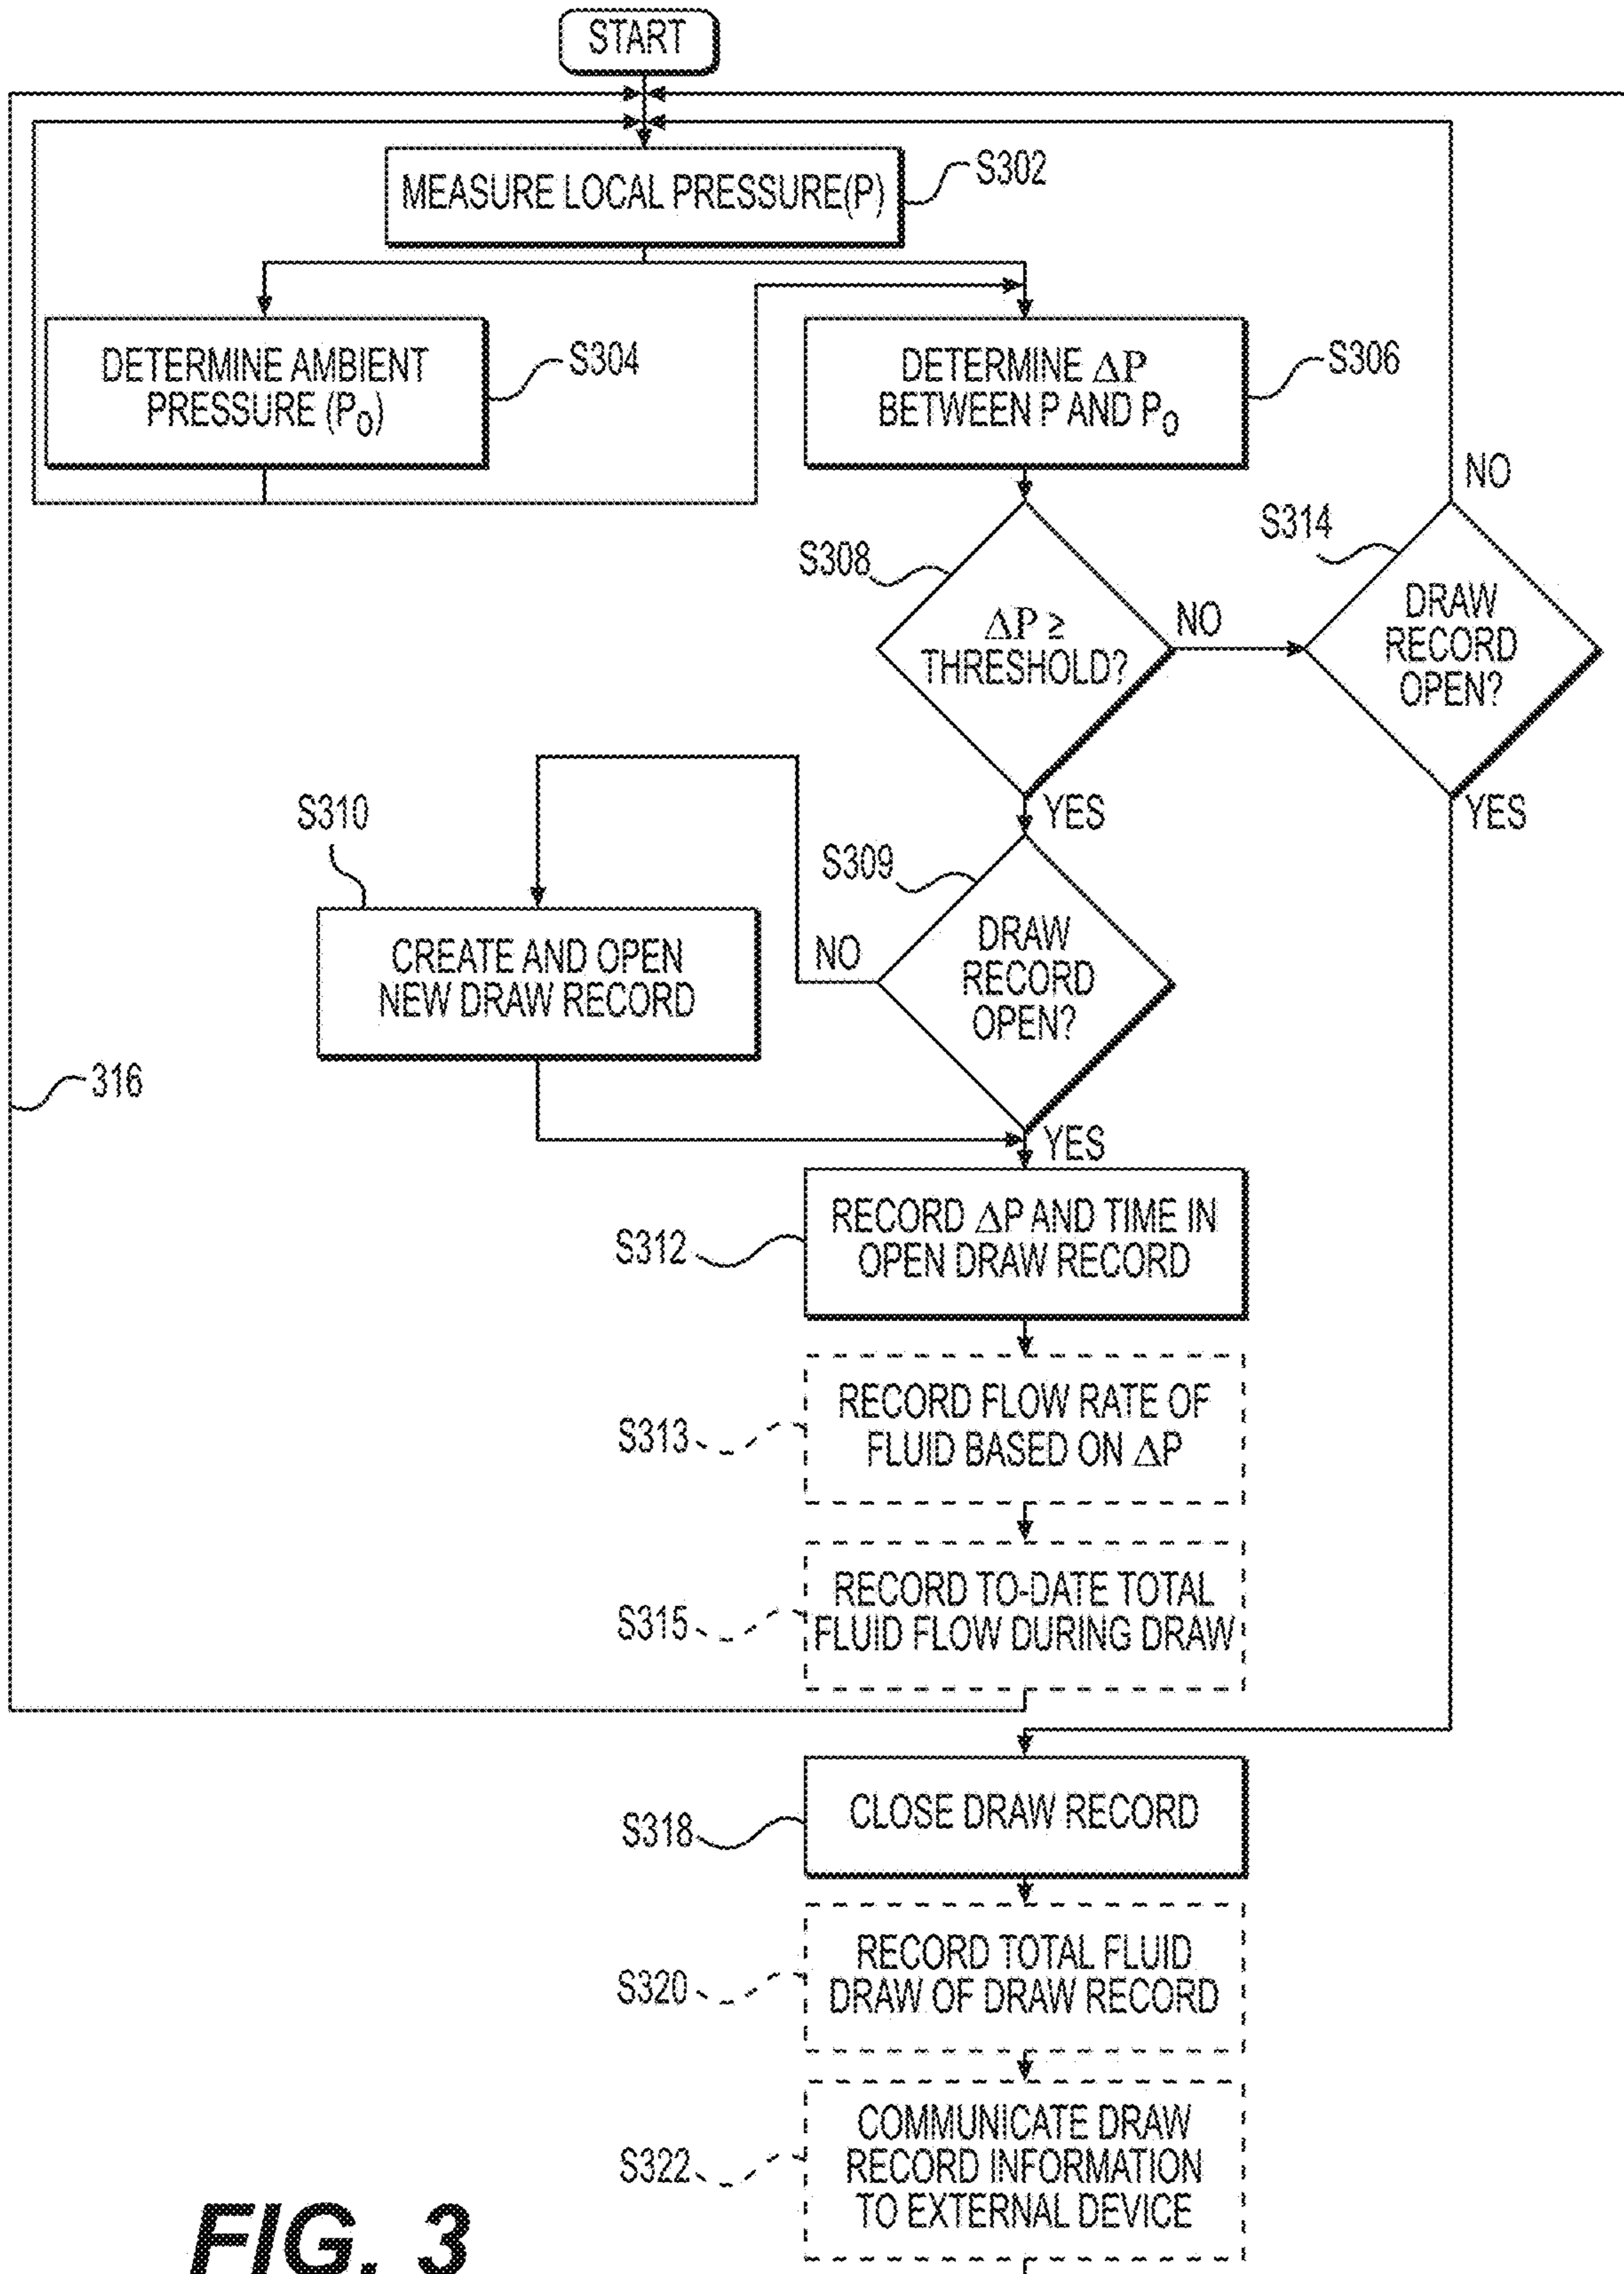 START
MEASURE LOCAL PRESSURE(P)
S302
DETERMINE AMBIENT
PRESSURE (P0)
S304
DETERMINE ΔP
BETWEEN P AND P0
S306
NO
S314
S308
ΔP ≥
THRESHOLD?
NO
DRAW
RECORD
OPEN?
YES
YES
S310
S309
CREATE AND OPEN
NEW DRAW RECORD
NO
DRAW
RECORD
OPEN?
316
YES
S312
RECORD ΔP AND TIME IN
OPEN DRAW RECORD
S313
RECORD FLOW RATE OF
FLUID BASED ON ΔP
S315
RECORD TO-DATE TOTAL
FLUID FLOW DURING DRAW
S318
CLOSE DRAW RECORD
S320
RECORD TOTAL FLUID
DRAW OF DRAW RECORD
S322
COMMUNICATE DRAW
RECORD INFORMATION
TO EXTERNAL DEVICE
FIG. 3